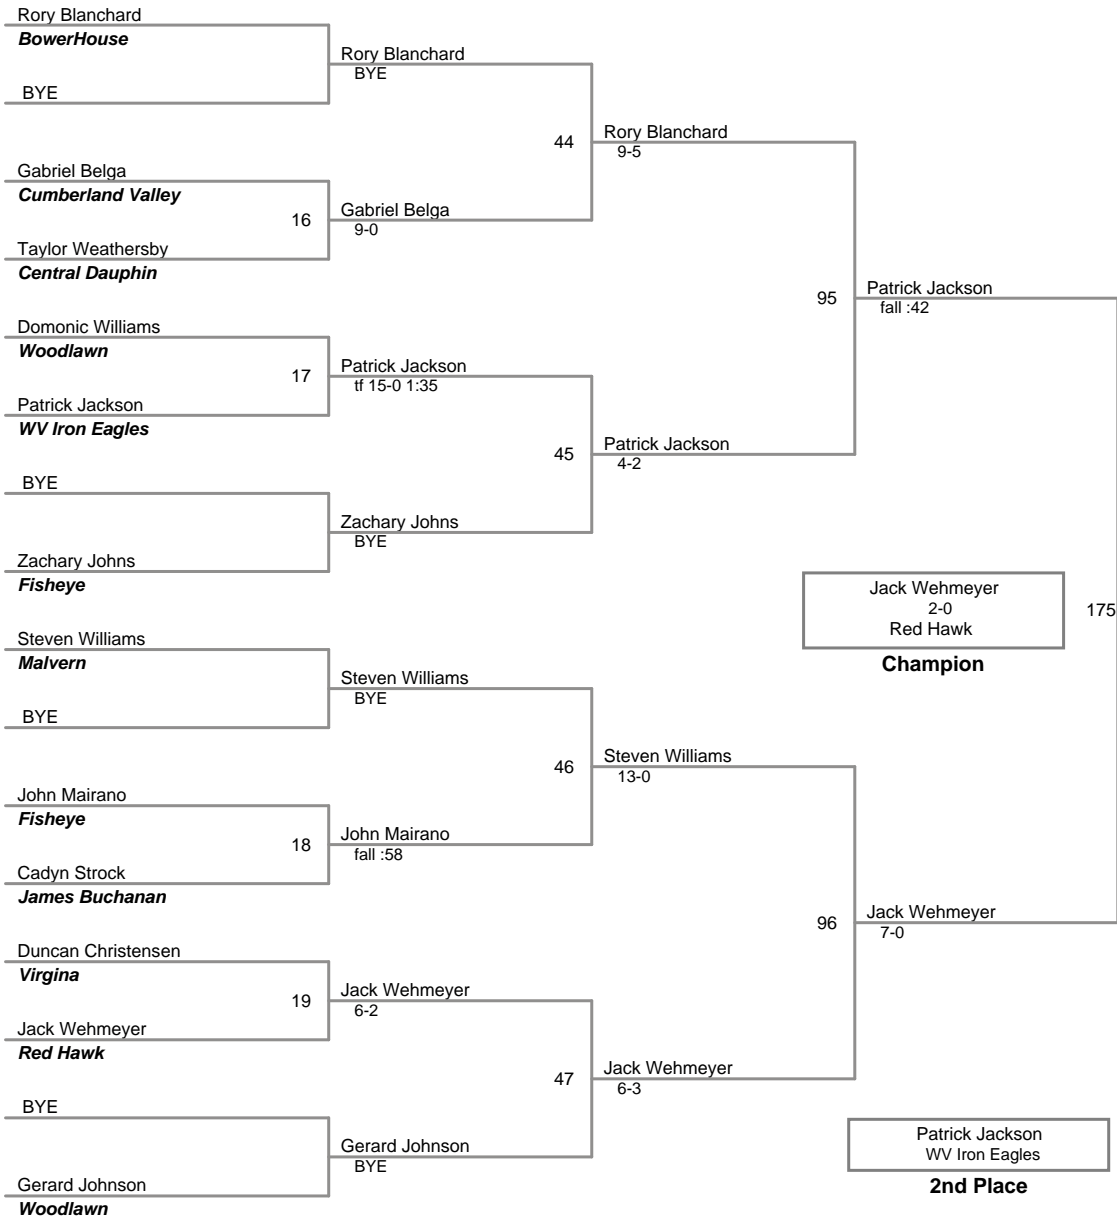 Rory Blanchard
BowerHouse
Rory Blanchard
BYE
BYE
44
Rory Blanchard
9-5
Gabriel Belga
Cumberland Valley
16
Gabriel Belga
9-0
Taylor Weathersby
Central Dauphin
95
Patrick Jackson
fall :42
Domonic Williams
Woodlawn
17
Patrick Jackson
tf 15-0 1:35
Patrick Jackson
WV Iron Eagles
45
Patrick Jackson
4-2
BYE
Zachary Johns
BYE
Zachary Johns
Fisheye
Jack Wehmeyer
2-0
Red Hawk
175
Champion
Steven Williams
Malvern
Steven Williams
BYE
BYE
46
Steven Williams
13-0
John Mairano
Fisheye
18
John Mairano
fall :58
Cadyn Strock
James Buchanan
96
Jack Wehmeyer
7-0
Duncan Christensen
Virgina
19
Jack Wehmeyer
6-2
Jack Wehmeyer
Red Hawk
47
Jack Wehmeyer
6-3
BYE
Gerard Johnson
BYE
Gerard Johnson
Woodlawn
Patrick Jackson
WV Iron Eagles
2nd Place